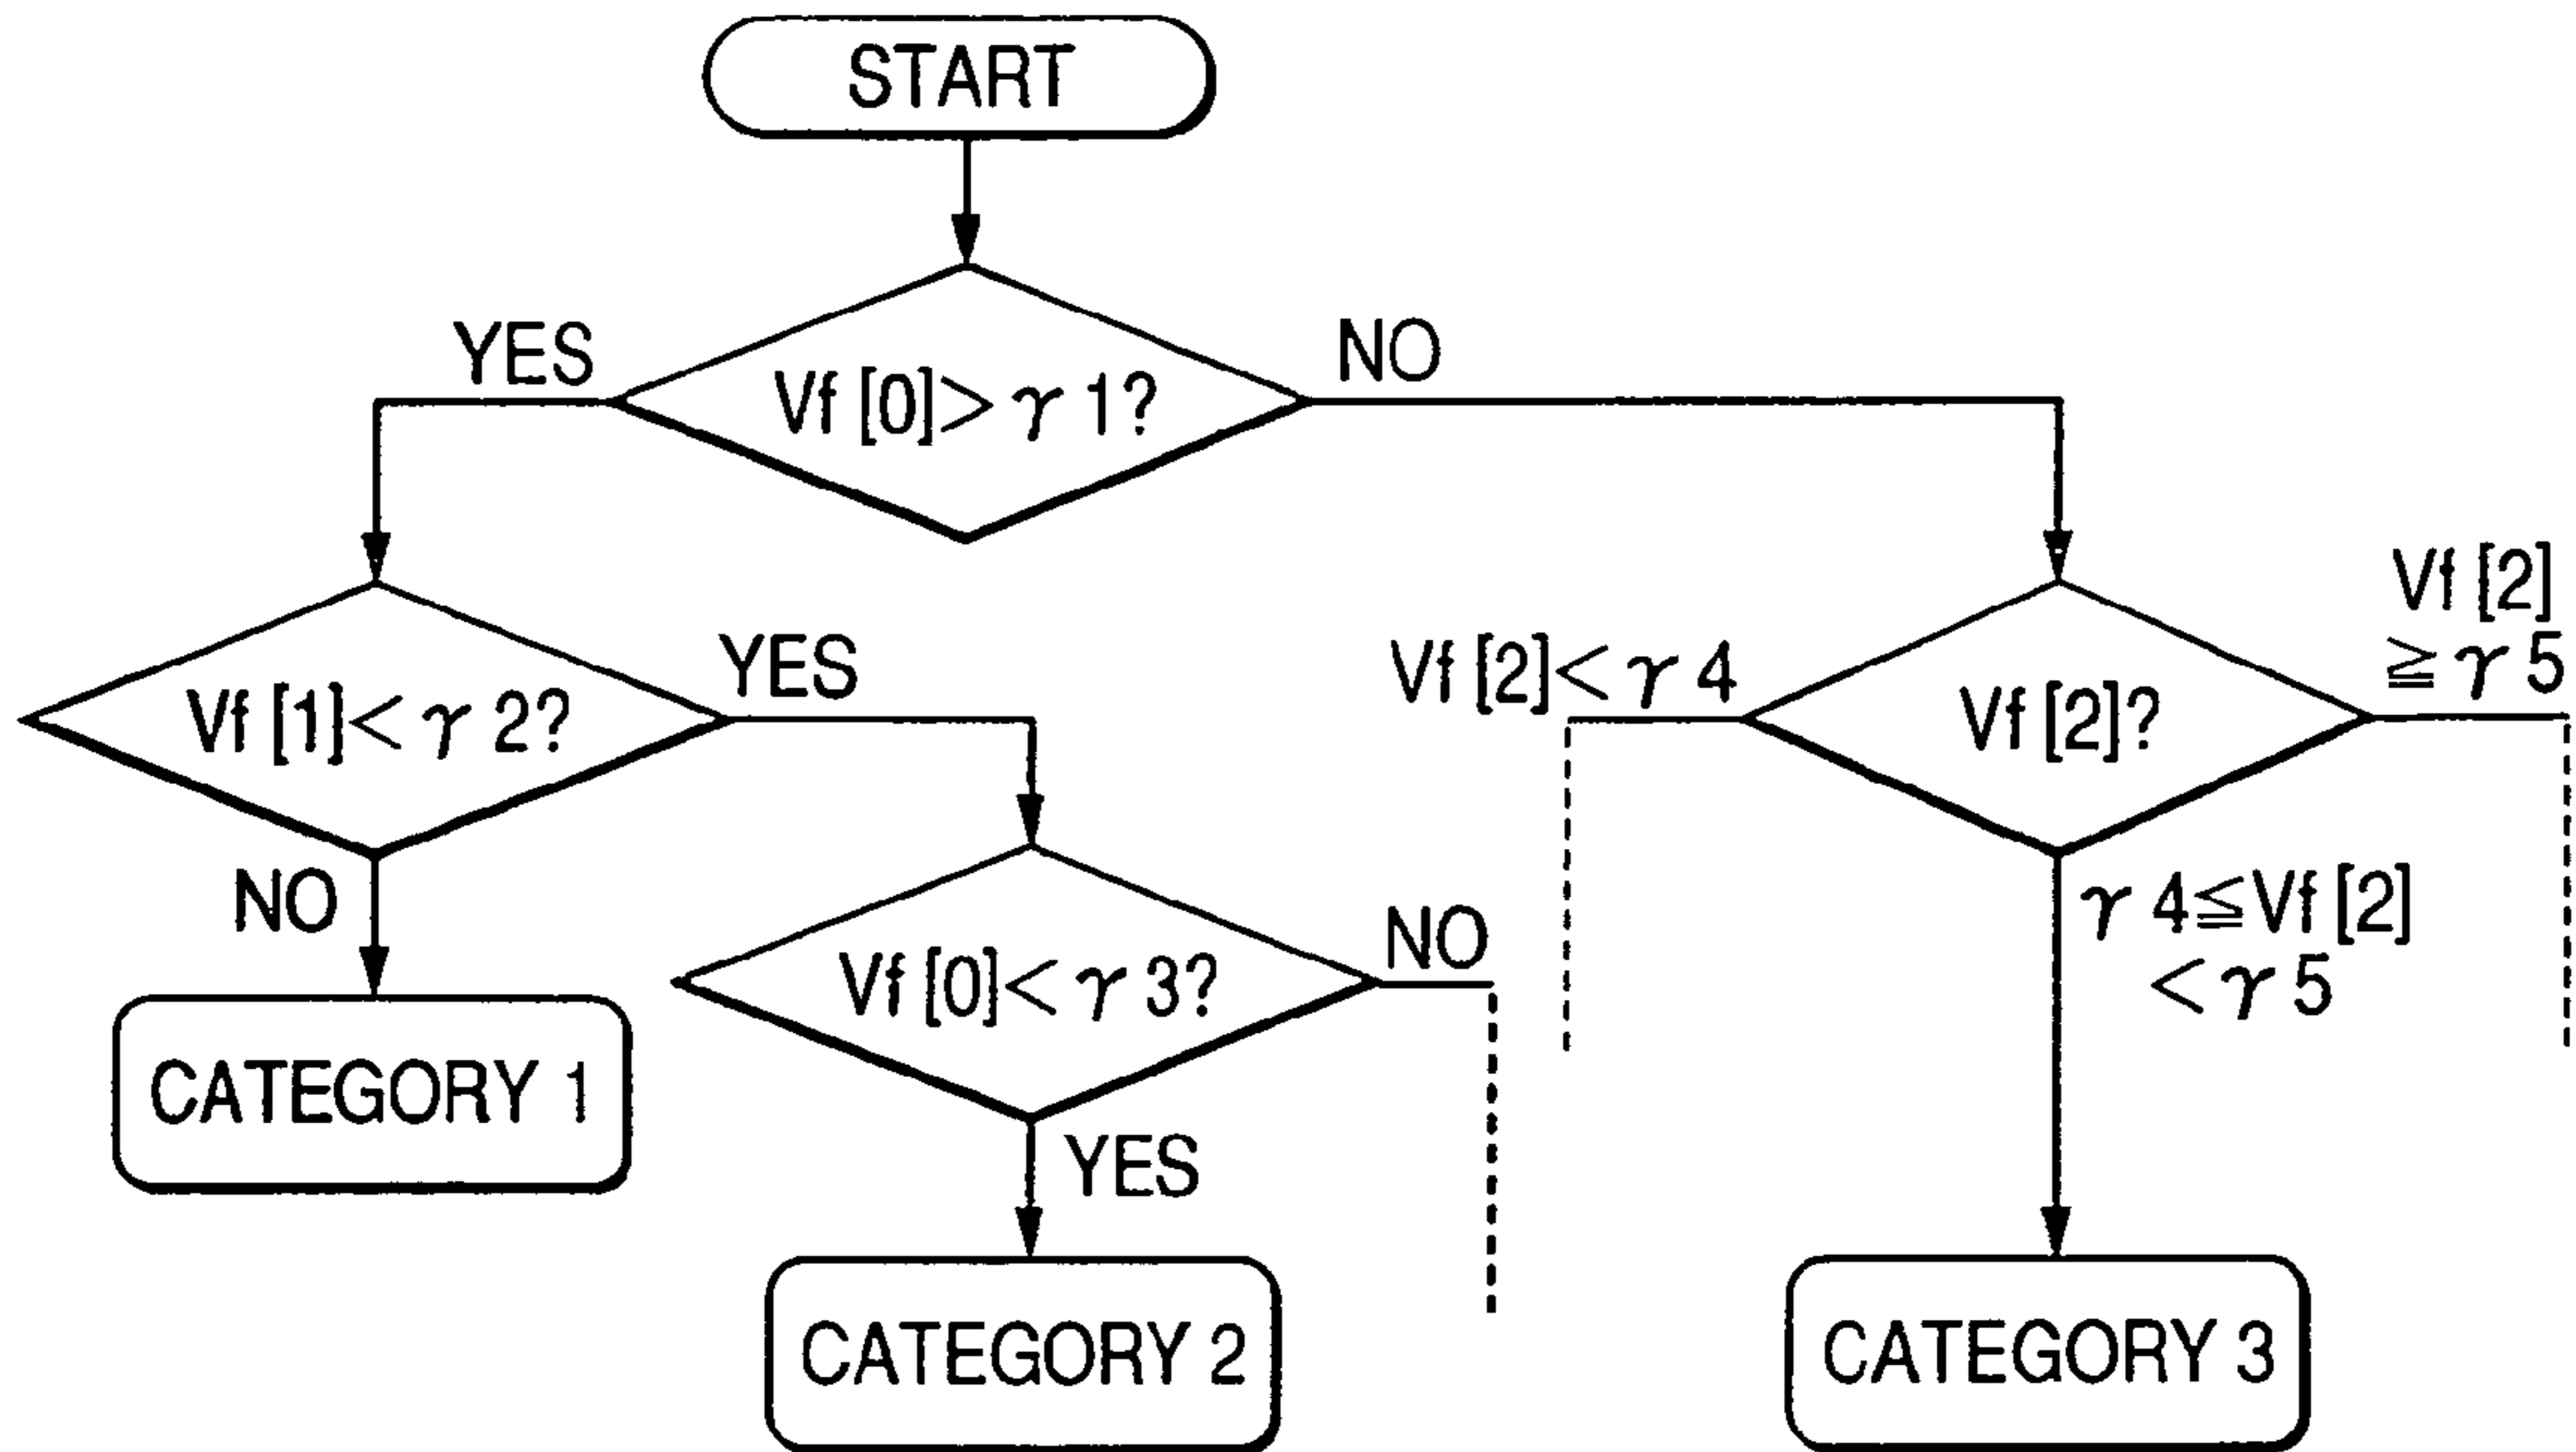 START
YES
Vf [0]> γ 1?
NO
Vf [1]< γ 2?
YES
Vf [2]< γ 4
Vf [2]?
Vf [2]
≧ γ 5
NO
Vf [0]< γ 3?
NO
γ 4≦Vf [2]
< γ 5
CATEGORY 1
YES
CATEGORY 2
CATEGORY 3